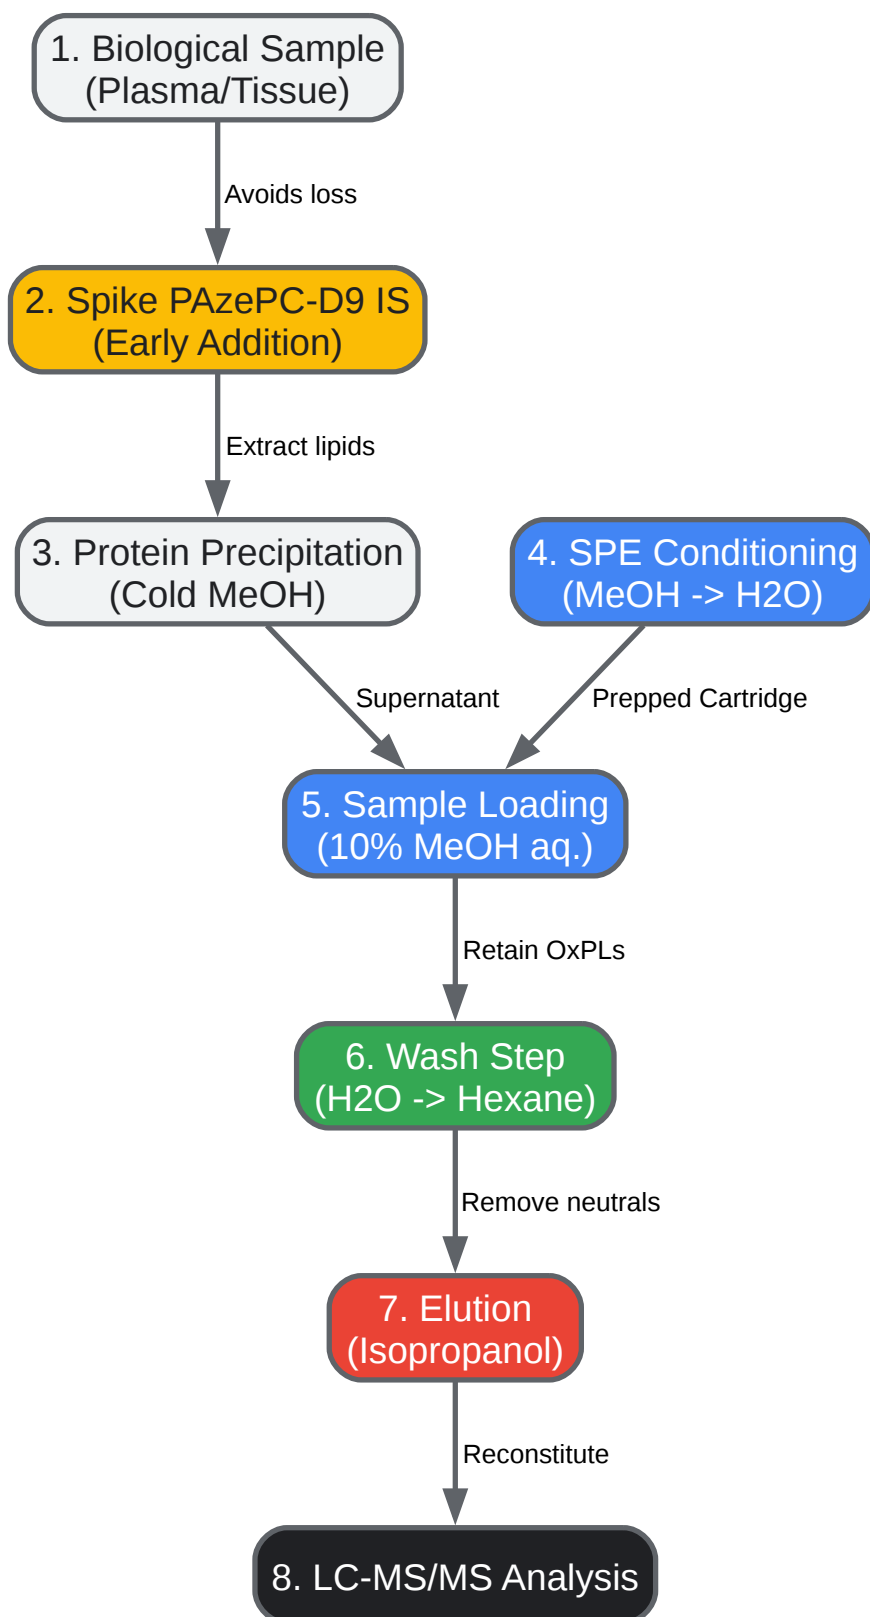 1. Biological Sample
(Plasma/Tissue)
Avoids loss
2. Spike PAzePC-D9 IS
(Early Addition)
Extract lipids
3. Protein Precipitation
(Cold MeOH)
4. SPE Conditioning
(MeOH -> H2O)
Supernatant
Prepped Cartridge
5. Sample Loading
(10% MeOH aq.)
Retain OxPLs
6. Wash Step
(H2O -> Hexane)
Remove neutrals
7. Elution
(Isopropanol)
Reconstitute
8. LC-MS/MS Analysis